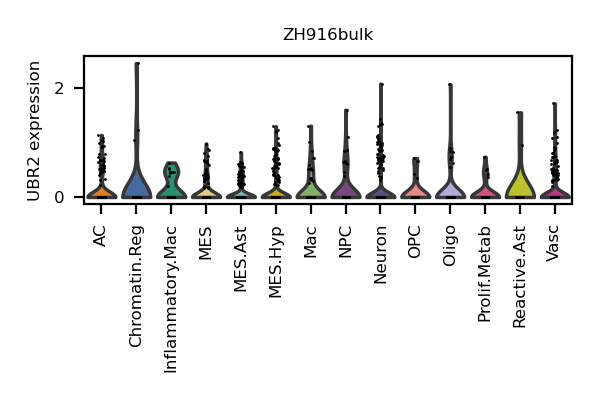 ZH916bulk
UBR2 expression
2
0
AC
Chromatin.Reg
Inflammatory.Mac
MES
MES.Ast
MES.Hyp
Mac
NPC
Neuron
OPC
Oligo
Prolif.Metab
Reactive.Ast
Vasc